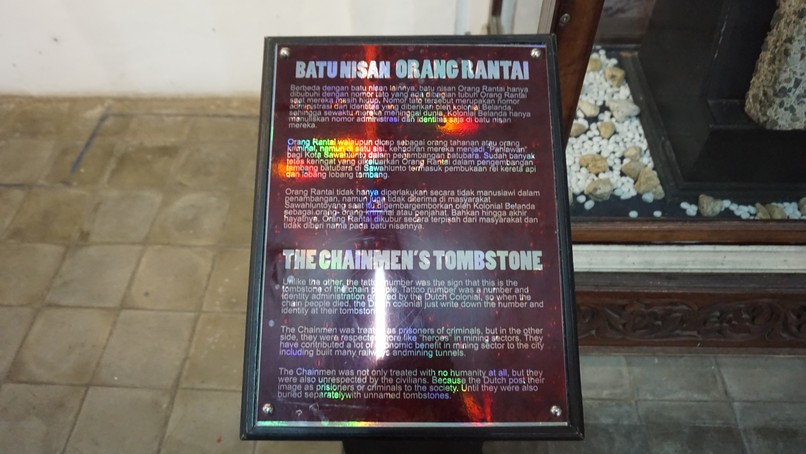 BATU NISAN ORANG RANTAI
Berbeda dengan batu nisan lainnya, batu nisan Orang Rantai hanya
dibubuhi dengan nomor tato yang ada dibagian tubuh Orang Rantai
saat mereka masih hidup. Nomor tato tersebut merupakan nomor
administrasi dan identitas yang diberikan oleh kolonial Belanda,
sehingga sewaktu mereka meninggal dunia, Kolonial Belanda hanya
menuliskan nomor administrasi dan identitas saja di batu nisan
mereka.
Orang Rantai walaupun dicap sebagai orang tahanan atau orang
kriminal, namun di satu sisi, kehadiran mereka menjadi "Pahlawan"
bagi Kota Sawahlunto dalam penambangan batubara. Sudah banyak
tetes keringat yang dikeluarkan Orang Rantai dalam pengembangan
tambang batubara di Sawahlunto termasuk pembukaan rel kereta api
dan lobang lobang tambang.
Orang Rantai tidak hanya diperlakukan secara tidak manusiawi dalam
penambangan, namun juga tidak diterima di masyarakat
Sawahluntoyang saat itu digembargemborkan oleh Kolonial Belanda
sebagai orang- orang kriminal atau penjahat. Bahkan hingga akhir
hayatnya, Orang Rantai dikubur secara terpisah dari masyarakat dan
tidak diberi nama pada batu nisannya.
THE CHAINMEN'S TOMBSTONE
Unlike the other, the tattoo number was the sign that this is the
tombstone of the chain people. Tattoo number was a number and
identity administration granted by the Dutch Colonial, so when the
chain people died, the Dutch colonial just write down the number and
identity at their tombstone.
The Chainmen was treated as prisoners of criminals, but in the other
side, they were respected more like "heroes" in mining sectors. They
have contributed a lot of economic benefit in mining sector to the city
including built many railways andmining tunnels.
The Chainmen was not only treated with no humanity at all, but they
were also unrespected by the civilians. Because the Dutch post their
image as prisioners or criminals to the society. Until they were also
buried separatelywith unnamed tombstones.